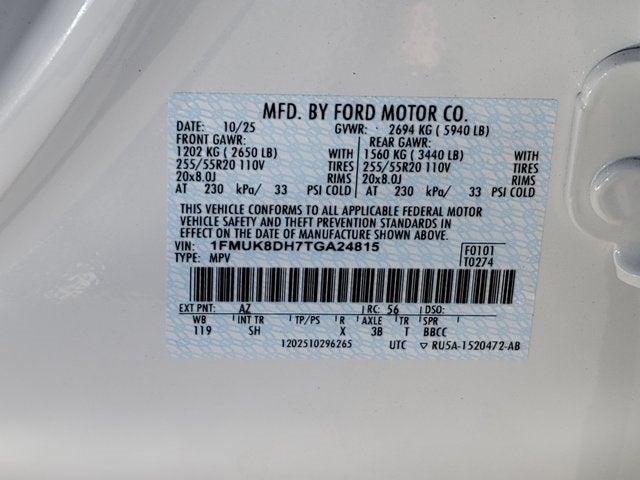 MFD. BY FORD MOTOR CO.
DATE: 10/25 GVWR: 2694 KG ( 5940 LB)
FRONT GAWR: REAR GAWR:
1202 KG ( 2650 LB) WITH 1560 KG ( 3440 LB) WITH
255/55R20 110V TIRES 255/55R20 110V TIRES
20x8.0J RIMS 20x8.0J RIMS
AT 230 kPa/ 33 PSI COLD AT 230 kPa/ 33 PSI COLD
THIS VEHICLE CONFORMS TO ALL APPLICABLE FEDERAL MOTOR
VEHICLE SAFETY AND THEFT PREVENTION STANDARDS IN
EFFECT ON THE DATE OF MANUFACTURE SHOWN ABOVE.
VIN: 1FMUK8DH7TGA24815 F0101
TYPE: MPV T0274
EXT PNT: AZ RC: 56 DSO:
WB INT TR TP/PS R AXLE TR SPR
119 SH X 3B T BBCC
1202510296265 UTC ▽ RU5A-1520472-AB